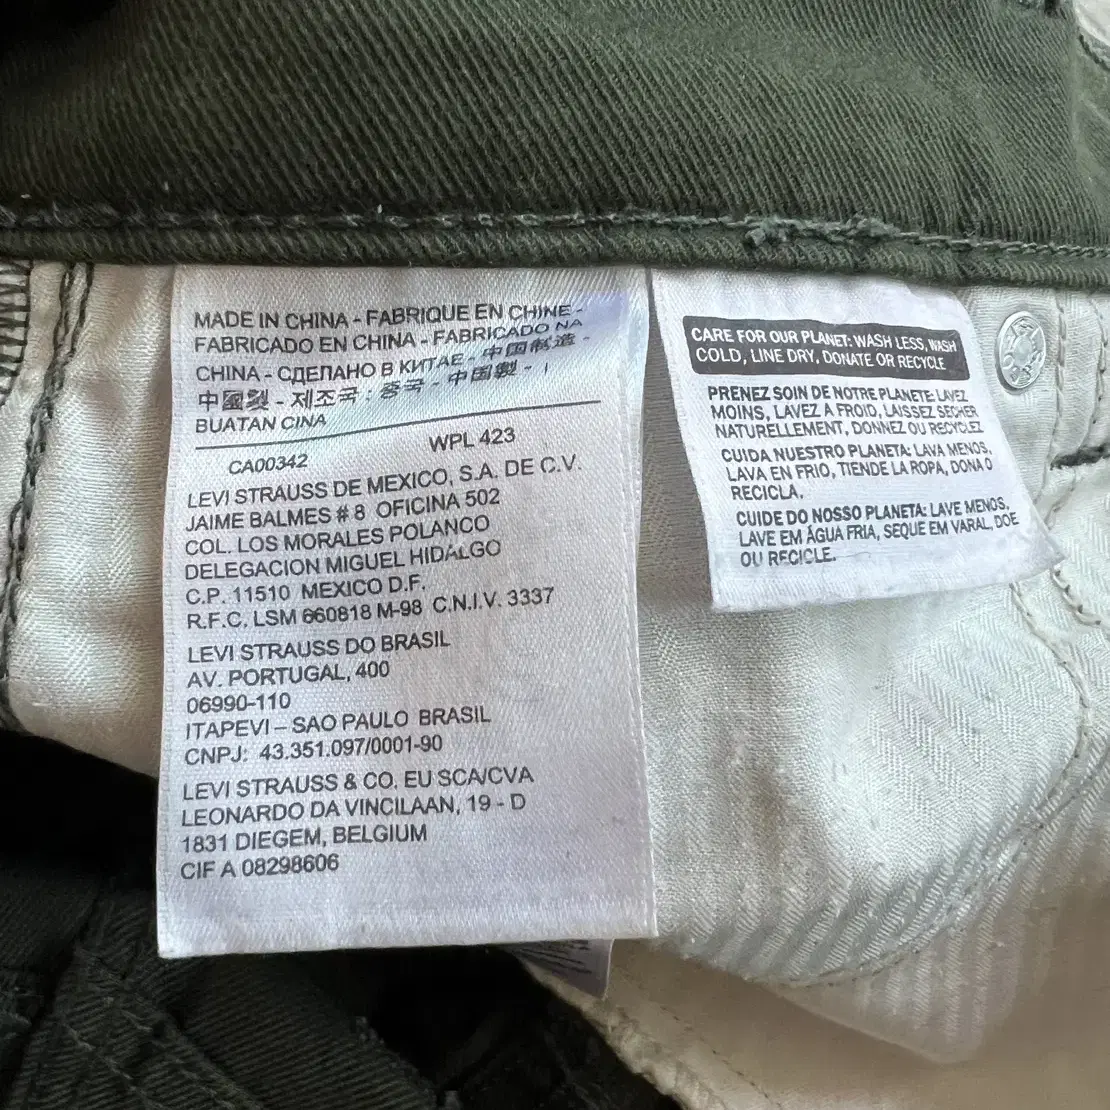 MADE IN CHINA - FABRIQUE EN CHINE -
FABRICADO EN CHINA - FABRICADO NA
CHINA - СДЕЛАНО В КИТАЕ - 中国制造 -
中國製 - 제조국 : 중국 - 中国製 -
BUATAN CINA
WPL 423
CA00342
LEVI STRAUSS DE MEXICO, S.A. DE C.V.
JAIME BALMES # 8 OFICINA 502
COL. LOS MORALES POLANCO
DELEGACION MIGUEL HIDALGO
C.P. 11510 MEXICO D.F.
R.F.C. LSM 660818 M-98 C.N.I.V. 3337
LEVI STRAUSS DO BRASIL
AV. PORTUGAL, 400
06990-110
ITAPEVI – SAO PAULO BRASIL
CNPJ: 43.351.097/0001-90
LEVI STRAUSS & CO. EU SCA/CVA
LEONARDO DA VINCILAAN, 19 - D
1831 DIEGEM, BELGIUM
CIF A 08298606
CARE FOR OUR PLANET: WASH LESS, WASH
COLD, LINE DRY, DONATE OR RECYCLE
PRENEZ SOIN DE NOTRE PLANETE: LAVEZ
MOINS, LAVEZ A FROID, LAISSEZ SECHER
NATURELLEMENT, DONNEZ OU RECYCLEZ
CUIDA NUESTRO PLANETA: LAVA MENOS,
LAVA EN FRIO, TIENDE LA ROPA, DONA O
RECICLA.
CUIDE DO NOSSO PLANETA: LAVE MENOS,
LAVE EM ÁGUA FRIA, SEQUE EM VARAL, DOE
OU RECICLE.